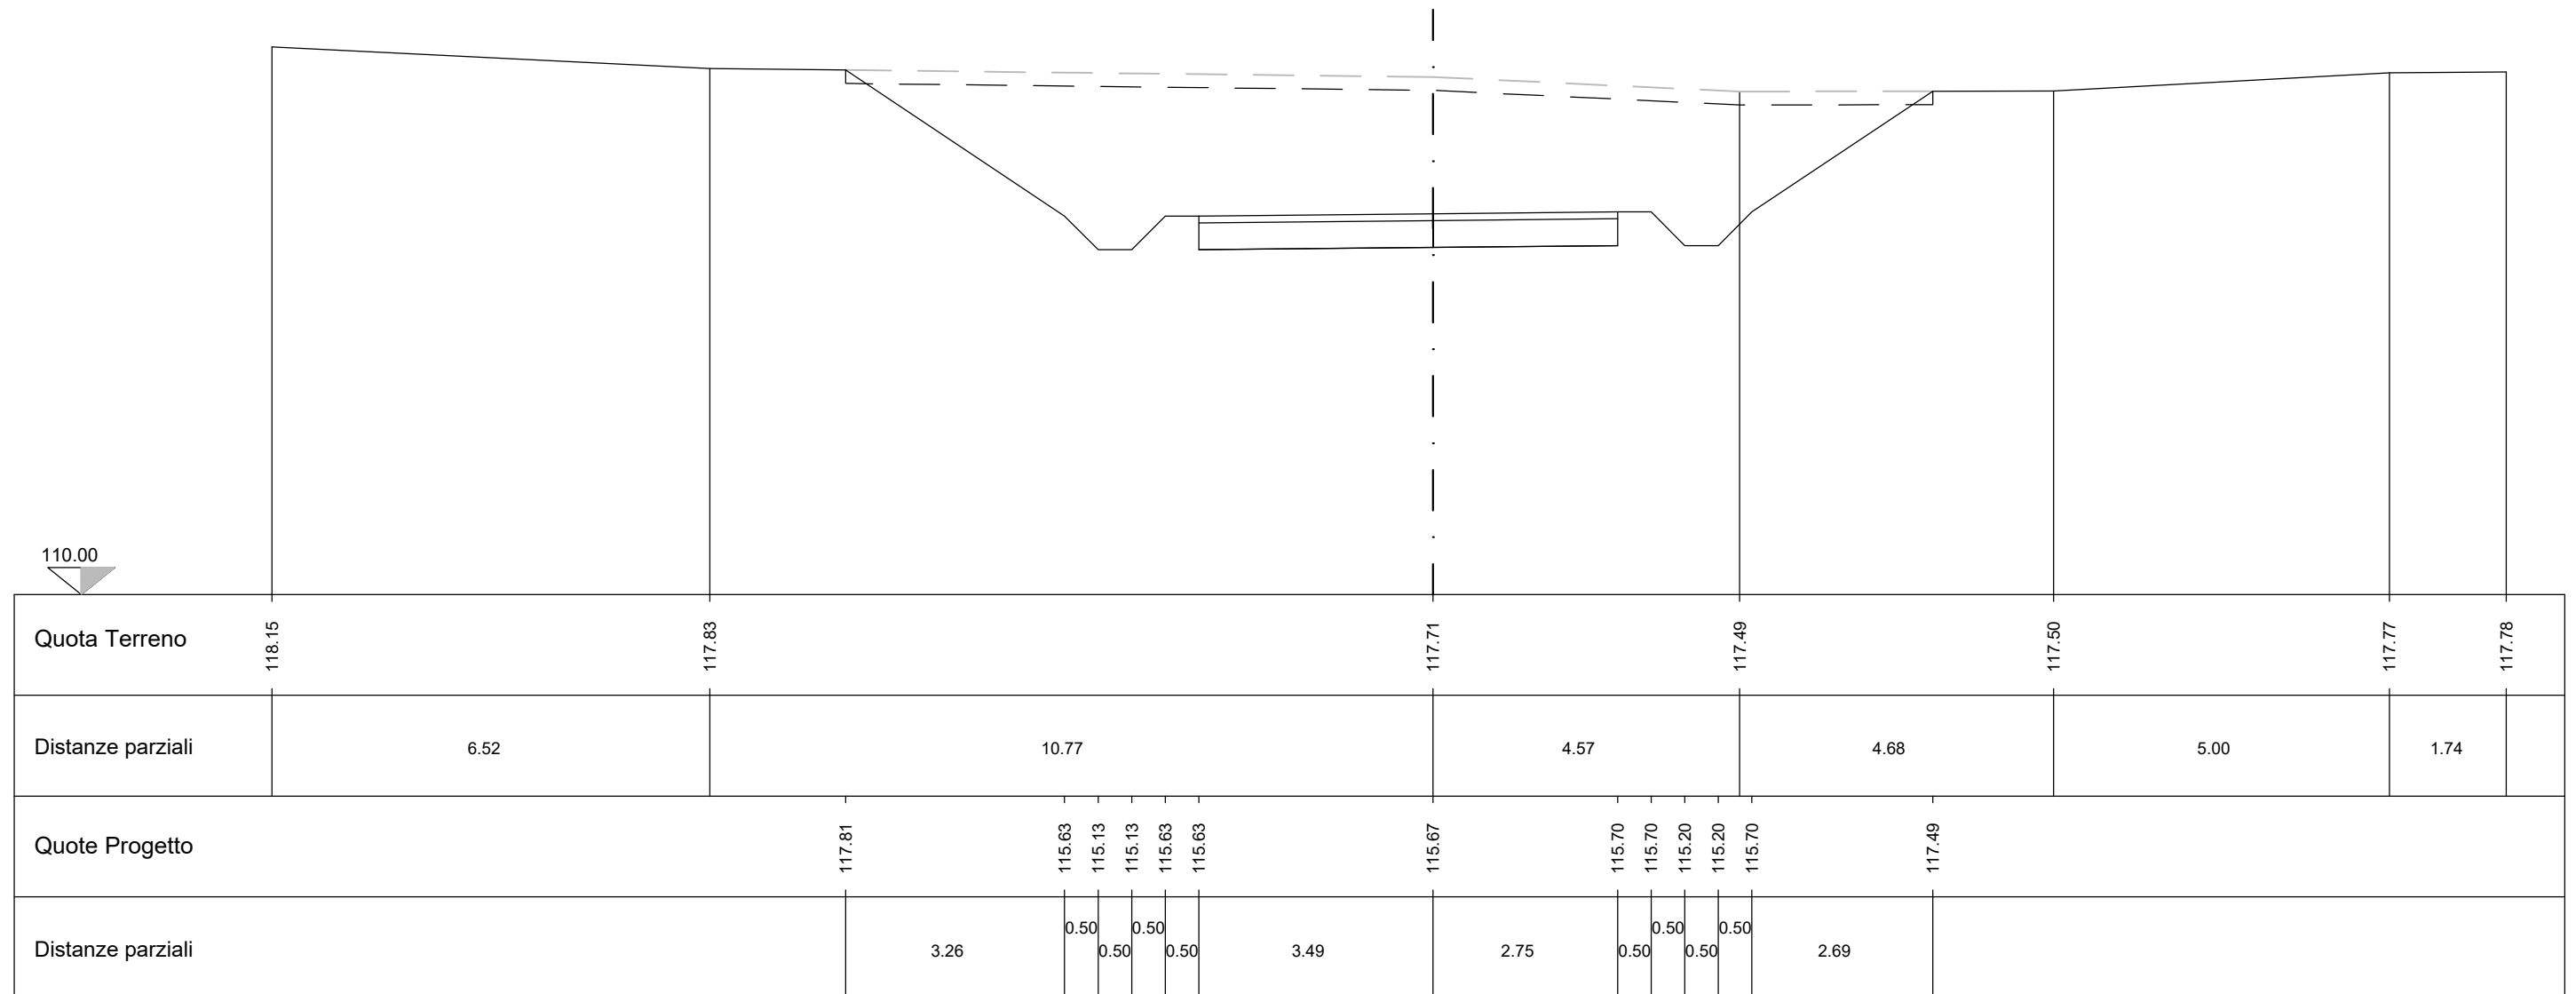 110.00
Quota Terreno 118.15 117.83 117.71 117.49 117.50 117.77 117.78
Distanze parziali 6.52 10.77 4.57 4.68 5.00 1.74
Quote Progetto 117.81 115.63 115.13 115.13 115.63 115.63 115.67 115.70 115.70 115.20 115.20 115.70 117.49
Distanze parziali 3.26 0.50 0.50 0.50 0.50 3.49 2.75 0.50 0.50 0.50 0.50 2.69